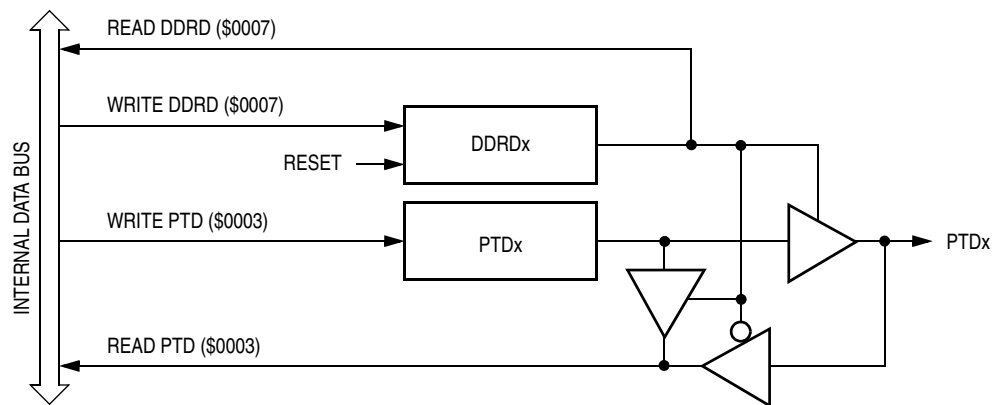 READ DDRD ($0007)
WRITE DDRD ($0007)
DDRDx
RESET
INTERNAL DATA BUS
WRITE PTD ($0003)
PTDx
PTDx
READ PTD ($0003)